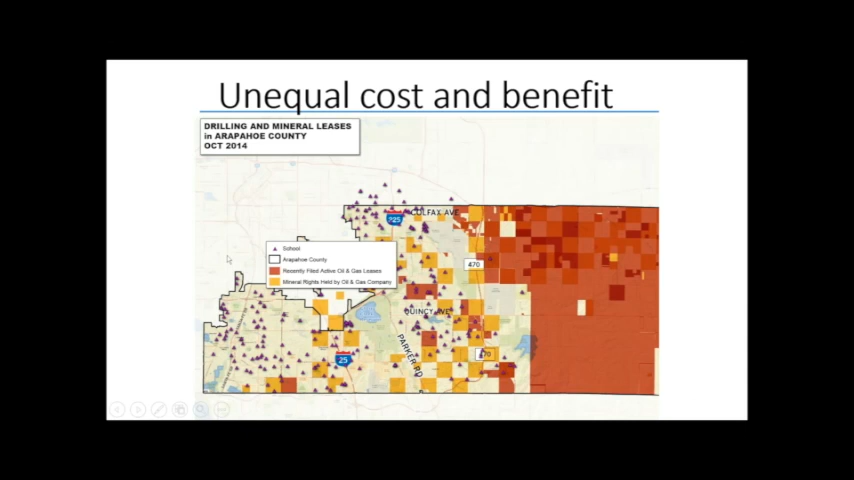 Unequal cost and benefit
DRILLING AND MINERAL LEASES
in ARAPAHOE COUNTY
OCT 2014
225
COLFAX AVE
School
Arapahoe County
Recently Filed Active Oil & Gas Leases
Mineral Rights Held by Oil & Gas Company
470
QUINCY AVE
PARKER RD
25